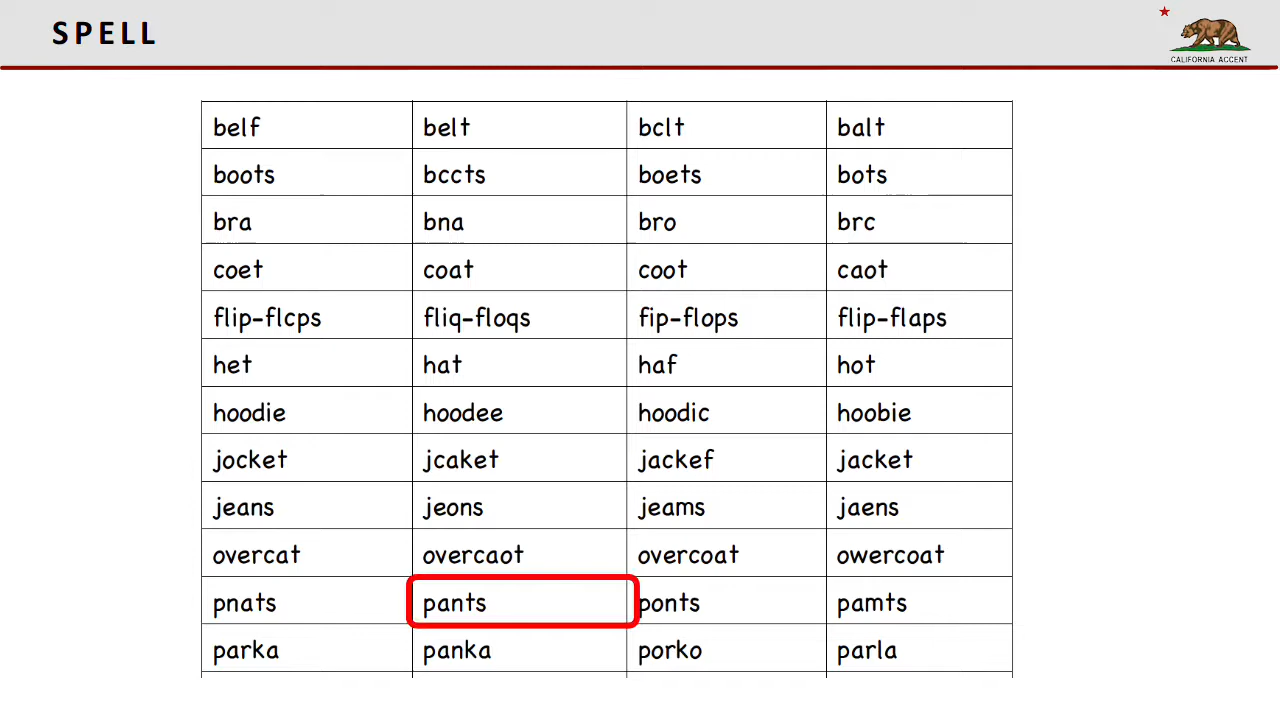 SPELL
CALIFORNIA ACCENT
belf belt bclt balt
boots bccts boets bots
bra bna bro brc
coet coat coot caot
flip-flcps fliq-floqs fip-flops flip-flaps
het hat haf hot
hoodie hoodee hoodic hoobie
jocket jcaket jackef jacket
jeans jeons jeams jaens
overcat overcaot overcoat owercoat
pnats pants ponts pamts
parka panka porko parla